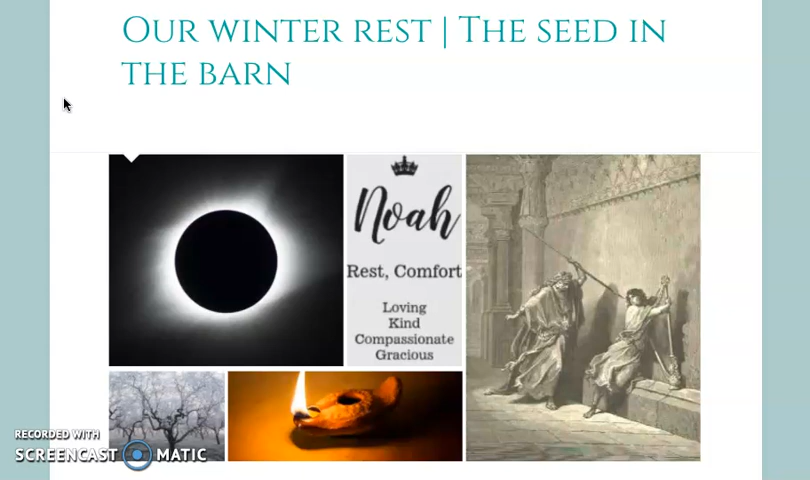 Our winter rest | The seed in
the barn
Noah
Rest, Comfort
Loving
Kind
Compassionate
Gracious
RECORDED WITH
SCREENCAST MATIC